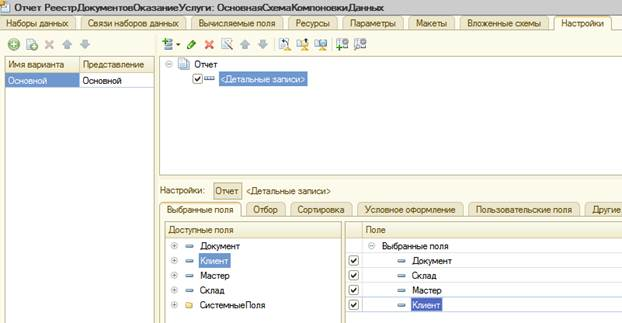 Отчет РеестрДокументовОказаниеУслуги: ОсновнаяСхемаКомпоновкиДанных
Наборы данных Связи наборов данных Вычисляемые поля Ресурсы Параметры Макеты Вложенные схемы Настройки
Имя варианта Представление
Основной Основной
Отчет
<Детальные записи>
Настройки: Отчет <Детальные записи>
Выбранные поля Отбор Сортировка Условное оформление Пользовательские поля Другие
Доступные поля Поле
Документ Выбранные поля
Клиент Документ
Мастер Склад
Склад Мастер
СистемныеПоля Клиент